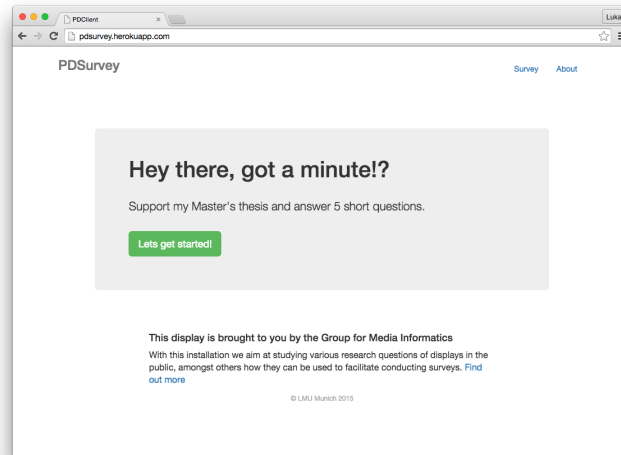 PDClient
Luka
pdsurvey.herokuapp.com
PDSurvey
Survey About
Hey there, got a minute!?
Support my Master's thesis and answer 5 short questions.
Lets get started!
This display is brought to you by the Group for Media Informatics
With this installation we aim at studying various research questions of displays in the
public, amongst others how they can be used to facilitate conducting surveys. Find
out more
© LMU Munich 2015